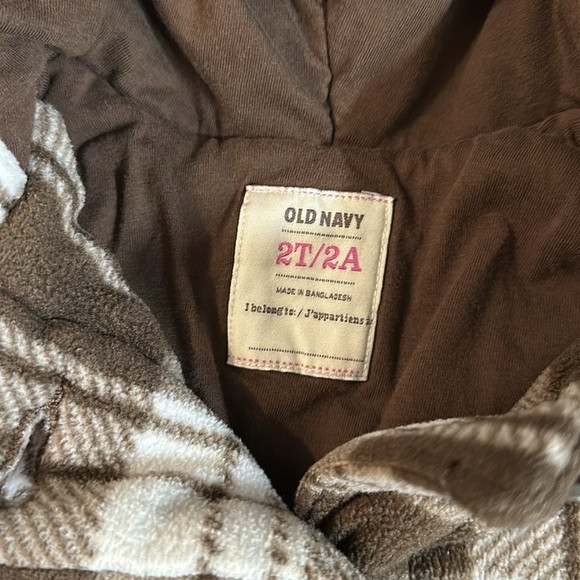 OLD NAVY
2T/2A
MADE IN BANGLADESH
I belong to:/J'appartiens à: